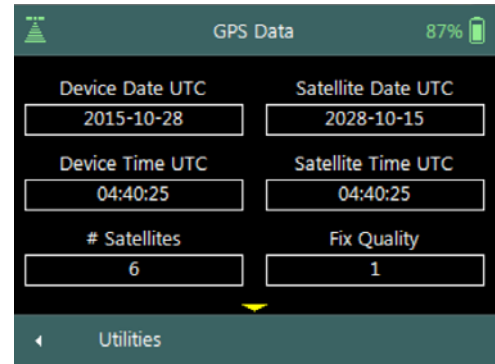 GPS Data 87%
Device Date UTC Satellite Date UTC
2015-10-28 2028-10-15
Device Time UTC Satellite Time UTC
04:40:25 04:40:25
# Satellites Fix Quality
6 1
Utilities